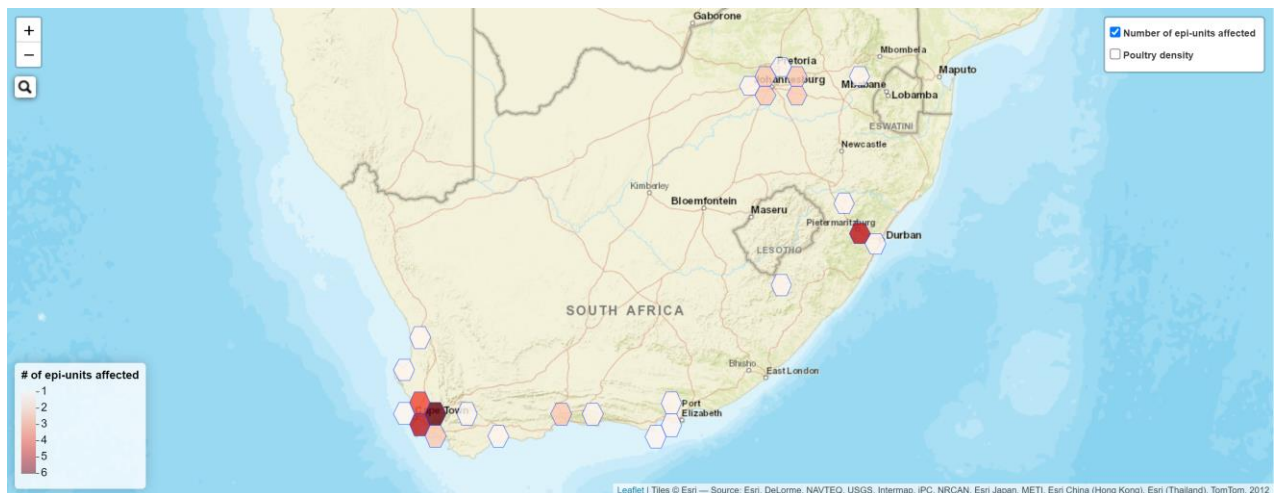 +
−
Gaborone
Number of epi-units affected
Poultry density
Mbombela
Pretoria
Johannesburg
Maputo
Mbabane
Lobamba
ESWATINI
Newcastle
Kimberley
Bloemfontein
Maseru
Pietermaritzburg
Durban
LESOTHO
SOUTH AFRICA
Bhisho
East London
# of epi-units affected
1
2
3
4
5
6
Cape Town
Port
Elizabeth
Leaflet | Tiles © Esri — Source: Esri, DeLorme, NAVTEQ, USGS, Intermap, iPC, NRCAN, Esri Japan, METI, Esri China (Hong Kong), Esri (Thailand), TomTom, 2012